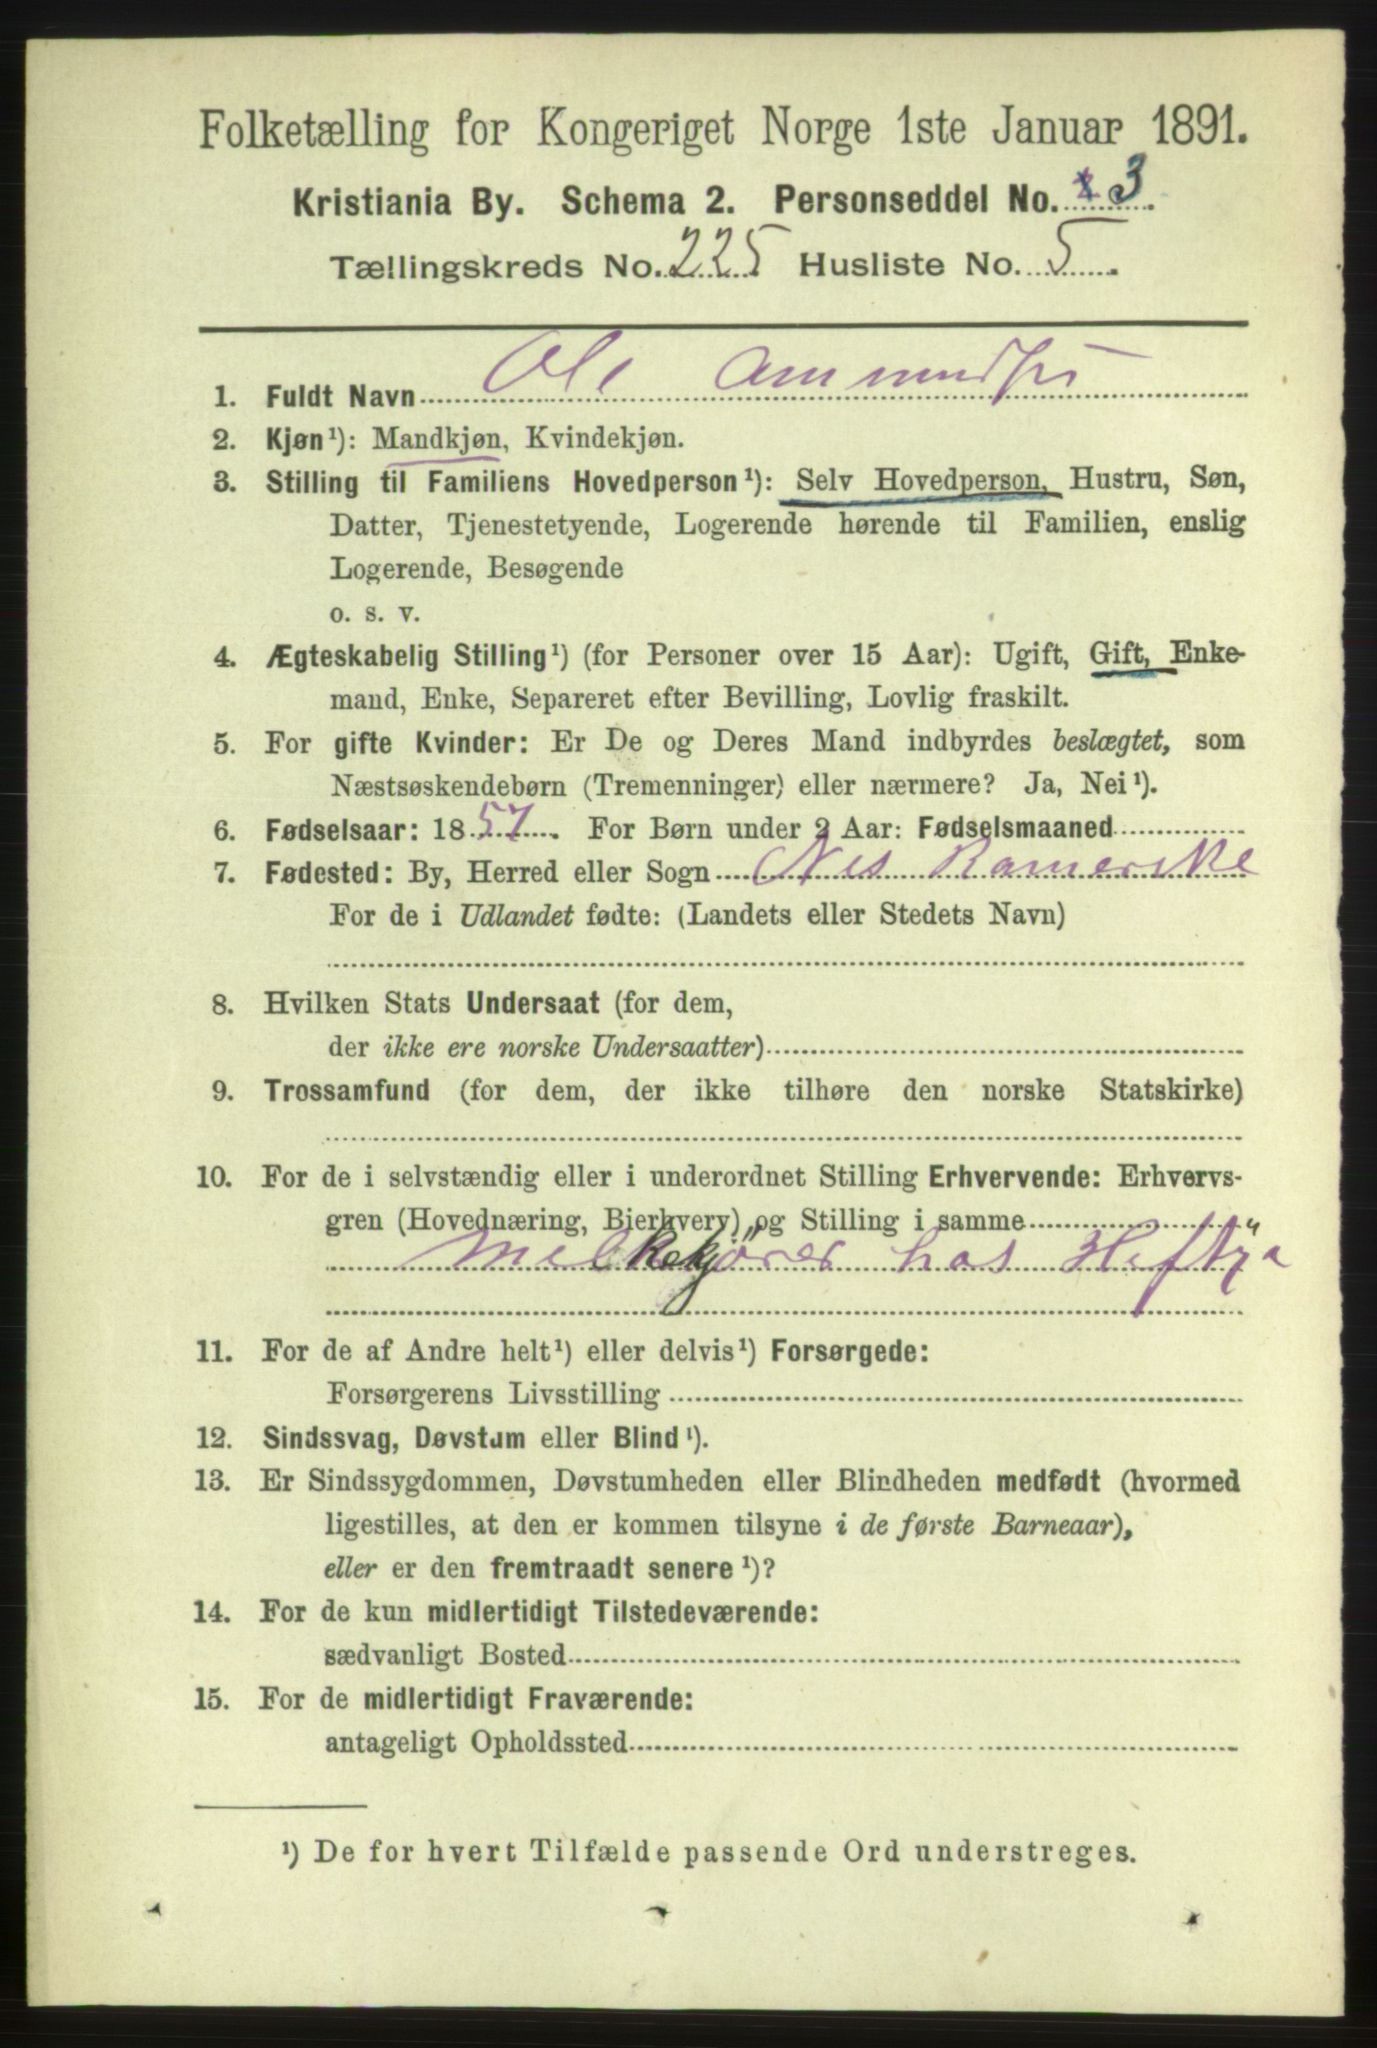 Folketælling for Kongeriget Norge 1ste Januar 1891.
Kristiania By. Schema 2. Personseddel No. 3.
Tællingskreds No. 225 Husliste No. 5.
1. Fuldt Navn Ole
2. Kjøn¹): Mandkjøn, Kvindekjøn.
3. Stilling til Familiens Hovedperson¹): Selv Hovedperson, Hustru, Søn,
Datter, Tjenestetyende, Logerende hørende til Familien, enslig
Logerende, Besøgende
o. s. v.
4. Ægteskabelig Stilling¹) (for Personer over 15 Aar): Ugift, Gift, Enke-
mand, Enke, Separeret efter Bevilling, Lovlig fraskilt.
5. For gifte Kvinder: Er De og Deres Mand indbyrdes beslægtet, som
Næstsøskendebørn (Tremenninger) eller nærmere? Ja, Nei¹).
6. Fødselsaar: 1857. For Børn under 2 Aar: Fødselsmaaned
7. Fødested: By, Herred eller Sogn Nes Romerike
For de i Udlandet fødte: (Landets eller Stedets Navn)
8. Hvilken Stats Undersaat (for dem,
der ikke ere norske Undersaatter)
9. Trossamfund (for dem, der ikke tilhøre den norske Statskirke)
10. For de i selvstændig eller i underordnet Stilling Erhvervende: Erhvervs-
gren (Hovednæring, Bierhverv) og Stilling i samme
Melkekjører hos Heftye
11. For de af Andre helt¹) eller delvis¹) Forsørgede:
Forsørgerens Livsstilling
12. Sindssvag, Døvstum eller Blind¹).
13. Er Sindssygdommen, Døvstumheden eller Blindheden medfødt (hvormed
ligestilles, at den er kommen tilsyne i de første Barneaar),
eller er den fremtraadt senere¹)?
14. For de kun midlertidigt Tilstedeværende:
sædvanligt Bosted
15. For de midlertidigt Fraværende:
antageligt Opholdssted
¹) De for hvert Tilfælde passende Ord understreges.